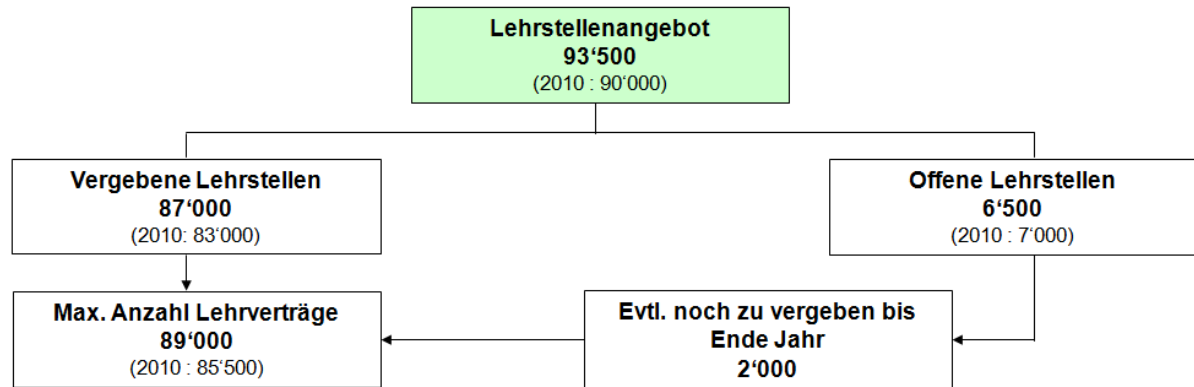 Lehrstellenangebot
93‘500
(2010 : 90‘000)
Vergebene Lehrstellen
87‘000
(2010: 83‘000)
Offene Lehrstellen
6‘500
(2010 : 7‘000)
Max. Anzahl Lehrverträge
89‘000
(2010 : 85‘500)
Evtl. noch zu vergeben bis
Ende Jahr
2‘000